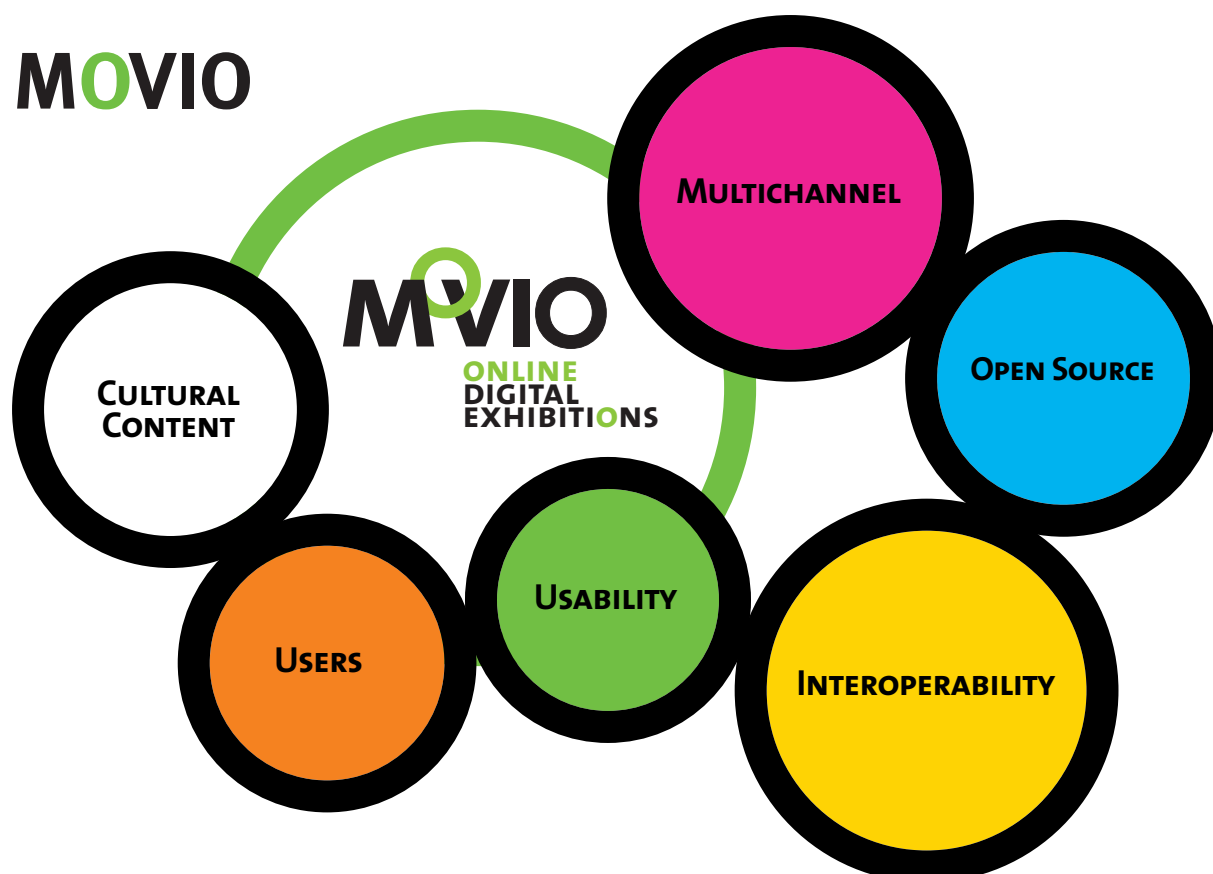 MOVIO
MOVIO
ONLINE
DIGITAL
EXHIBITIONS
MULTICHANNEL
OPEN SOURCE
CULTURAL
CONTENT
USABILITY
USERS
INTEROPERABILITY